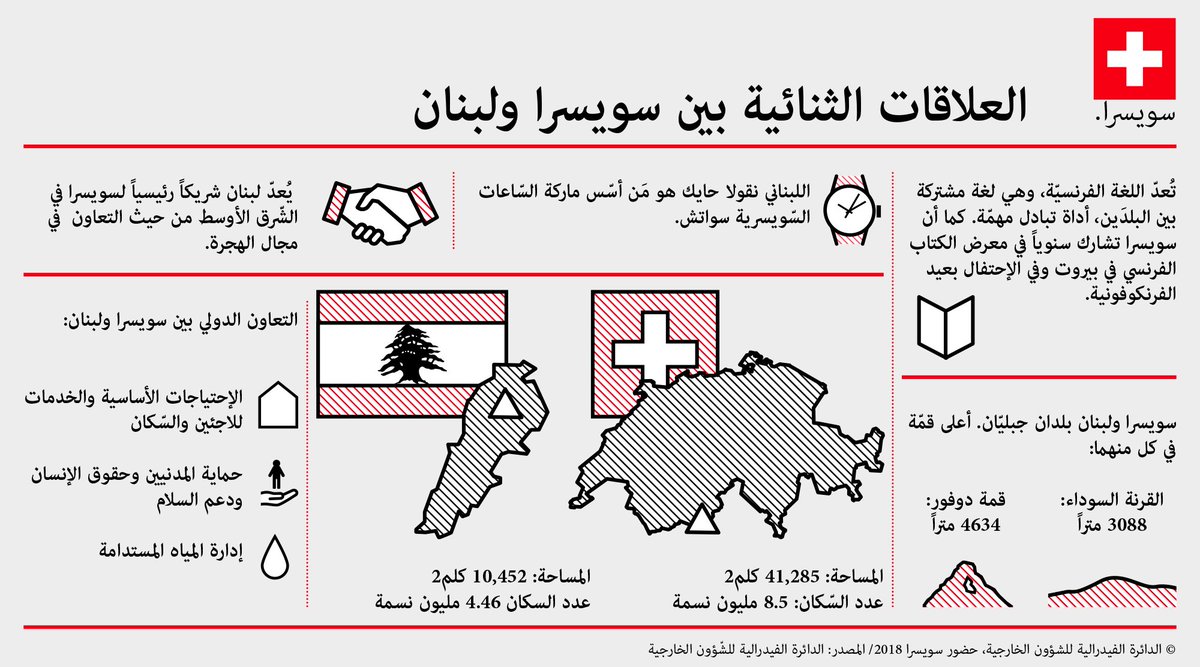 سويسرا.
العلاقات الثنائية بين سويسرا ولبنان
تُعدّ اللغة الفرنسيّة، وهي لغة مشتركة
بين البلدَين، أداة تبادل مهمّة. كما أن
سويسرا تشارك سنوياً في معرض الكتاب
الفرنسي في بيروت وفي الإحتفال بعيد
الفرنكوفونية.
اللبناني نقولا حايك هو مَن أسّس ماركة السّاعات
السّويسرية سواتش.
يُعدّ لبنان شريكاً رئيسياً لسويسرا في
الشّرق الأوسط من حيث التعاون في
مجال الهجرة.
سويسرا ولبنان بلدان جبليّان. أعلى قمّة
في كل منهما:
القرنة السوداء:
3088 متراً
قمة دوفور:
4634 متراً
المساحة: 41,285 كلم2
عدد السّكان: 8.5 مليون نسمة
المساحة: 10,452 كلم2
عدد السكان 4.46 مليون نسمة
التعاون الدولي بين سويسرا ولبنان:
الإحتياجات الأساسية والخدمات
للاجئين والسّكان
حماية المدنيين وحقوق الإنسان
ودعم السلام
إدارة المياه المستدامة
© الدائرة الفيدرالية للشؤون الخارجية، حضور سويسرا 2018/ المصدر: الدائرة الفيدرالية للشّؤون الخارجية